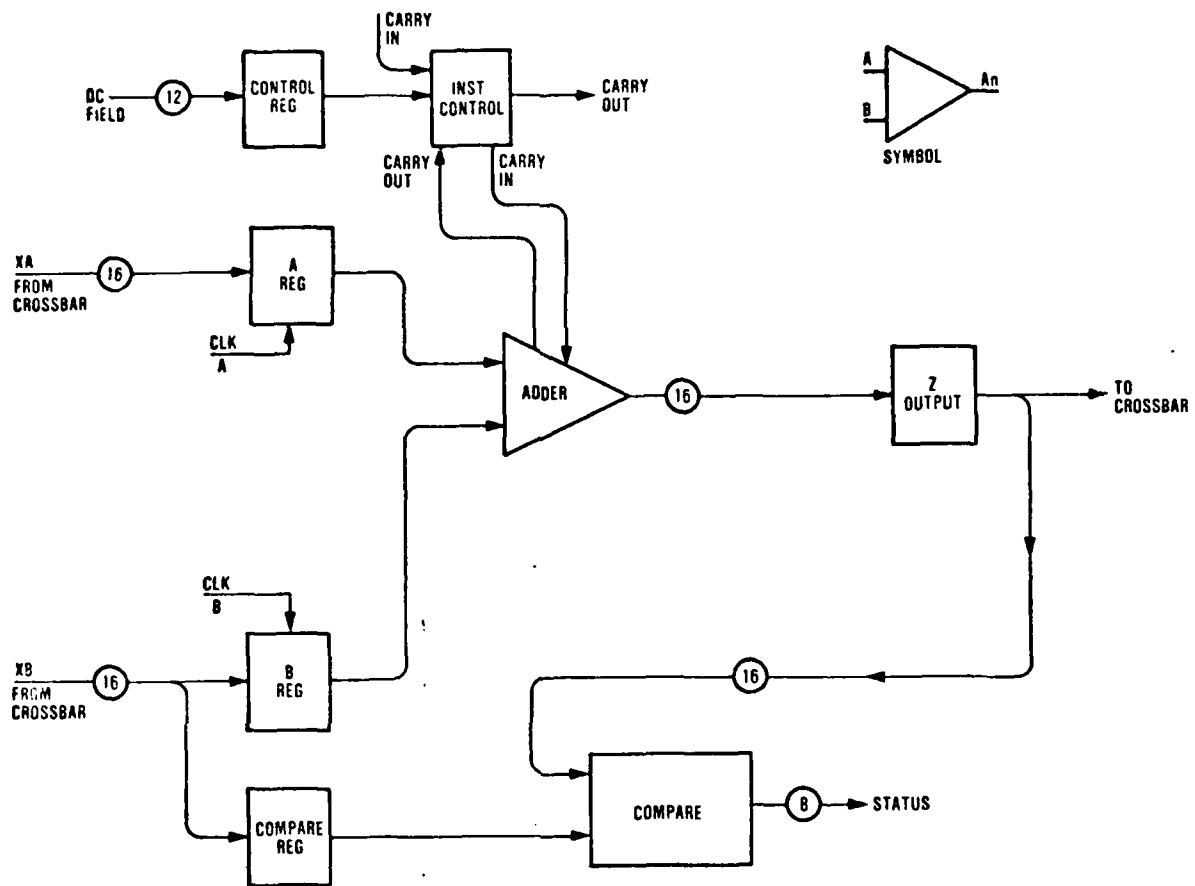 CARRY
IN
CONTROL
REG
INST
CONTROL
CARRY
OUT
DC
FIELD
12
A
B
An
SYMBOL
CARRY
OUT
CARRY
IN
XA
16
FROM
CROSSBAR
A
REG
CLK
A
ADDER
16
Z
OUTPUT
TO
CROSSBAR
CLK
B
XB
16
FROM
CROSSBAR
B
REG
16
COMPARE
REG
COMPARE
8
STATUS